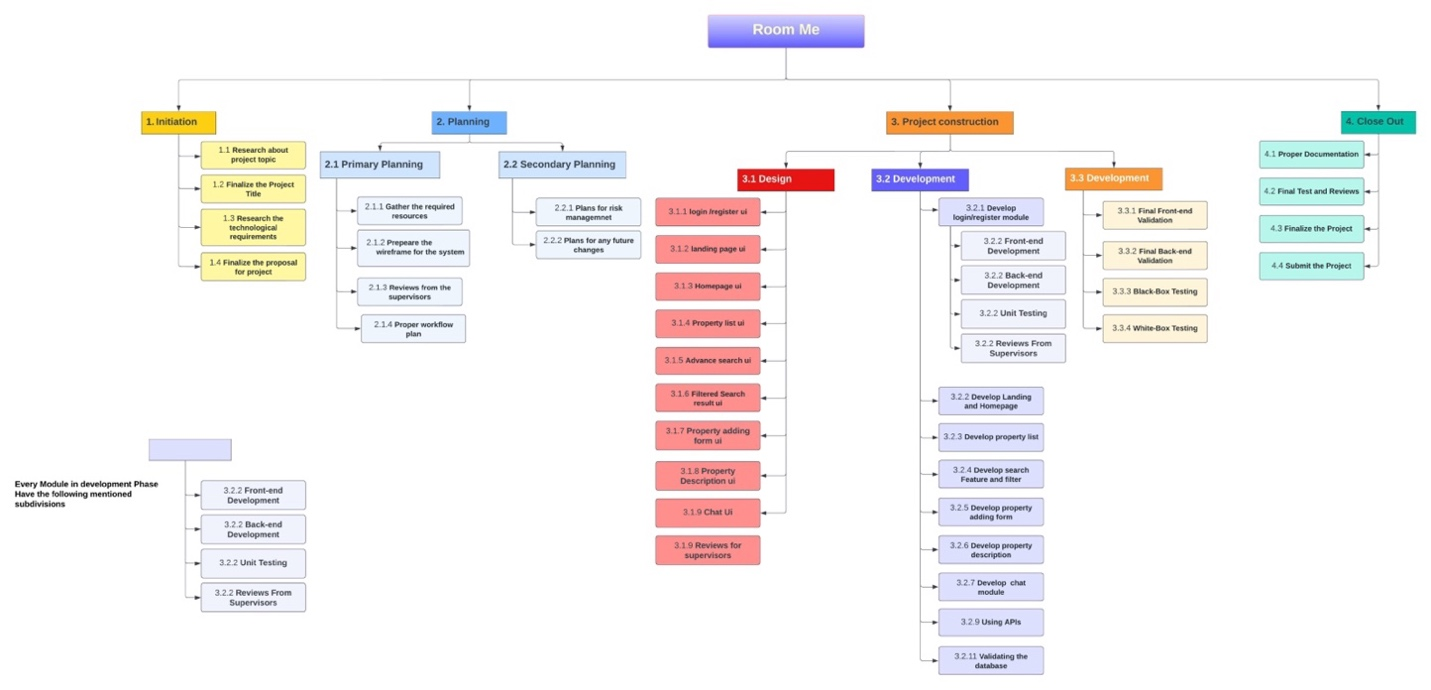 Room Me
1. Initiation
1.1 Research about
project topic
1.2 Finalize the Project
Title
1.3 Research the
technological
requirements
1.4 Finalize the proposal
for project
2. Planning
2.1 Primary Planning
2.1.1 Gather the required
resources
2.1.2 Prepeare the
wireframe for the system
2.1.3 Reviews from the
supervisors
2.1.4 Proper workflow
plan
2.2 Secondary Planning
2.2.1 Plans for risk
managemnet
2.2.2 Plans for any future
changes
3. Project construction
3.1 Design
3.1.1 login /register ui
3.1.2 landing page ui
3.1.3 Homepage ui
3.1.4 Property list ui
3.1.5 Advance search ui
3.1.6 Filtered Search
result ui
3.1.7 Property adding
form ui
3.1.8 Property
Description ui
3.1.9 Chat Ui
3.1.9 Reviews for
supervisors
3.2 Development
3.2.1 Develop
login/register module
3.2.2 Front-end
Development
3.2.2 Back-end
Development
3.2.2 Unit Testing
3.2.2 Reviews From
Supervisors
3.2.2 Develop Landing
and Homepage
3.2.3 Develop property list
3.2.4 Develop search
Feature and filter
3.2.5 Develop property
adding form
3.2.6 Develop property
description
3.2.7 Develop chat
module
3.2.9 Using APIs
3.2.11 Validating the
database
3.3 Development
3.3.1 Final Front-end
Validation
3.3.2 Final Back-end
Validation
3.3.3 Black-Box Testing
3.3.4 White-Box Testing
4. Close Out
4.1 Proper Documentation
4.2 Final Test and Reviews
4.3 Finalize the Project
4.4 Submit the Project
Every Module in development Phase
Have the following mentioned
subdivisions
3.2.2 Front-end
Development
3.2.2 Back-end
Development
3.2.2 Unit Testing
3.2.2 Reviews From
Supervisors